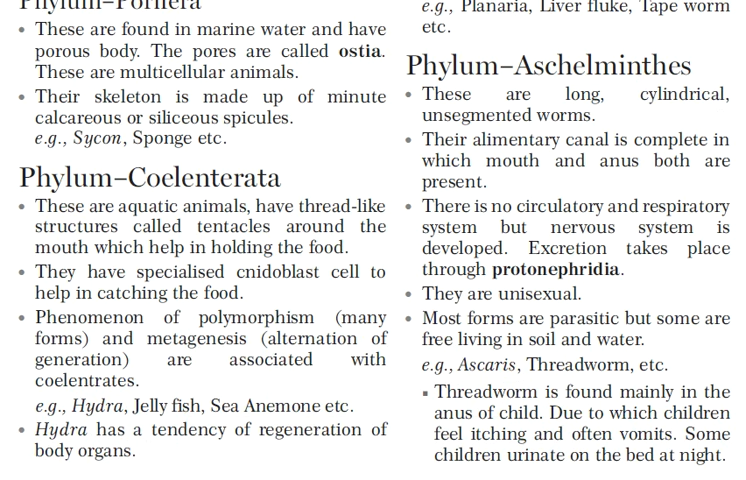 Phylum–Porifera
• These are found in marine water and have
porous body. The pores are called ostia.
These are multicellular animals.
• Their skeleton is made up of minute
calcareous or siliceous spicules.
e.g., Sycon, Sponge etc.
Phylum–Coelenterata
• These are aquatic animals, have thread-like
structures called tentacles around the
mouth which help in holding the food.
• They have specialised cnidoblast cell to
help in catching the food.
• Phenomenon of polymorphism (many
forms) and metagenesis (alternation of
generation) are associated with
coelentrates.
e.g., Hydra, Jelly fish, Sea Anemone etc.
• Hydra has a tendency of regeneration of
body organs.
e.g., Planaria, Liver fluke, Tape worm
etc.
Phylum–Aschelminthes
• These are long, cylindrical,
unsegmented worms.
• Their alimentary canal is complete in
which mouth and anus both are
present.
• There is no circulatory and respiratory
system but nervous system is
developed. Excretion takes place
through protonephridia.
• They are unisexual.
• Most forms are parasitic but some are
free living in soil and water.
e.g., Ascaris, Threadworm, etc.
▪ Threadworm is found mainly in the
anus of child. Due to which children
feel itching and often vomits. Some
children urinate on the bed at night.